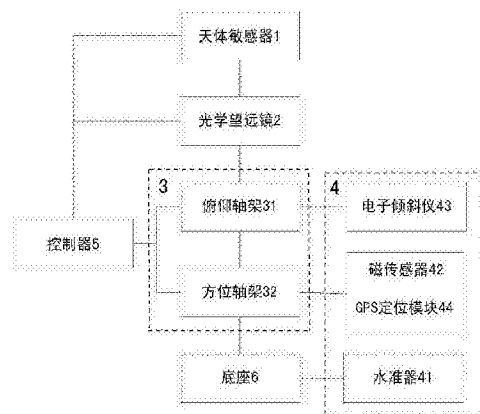 天体敏感器1
光学望远镜2
3
4
俯仰轴架31
电子倾斜仪43
控制器5
磁传感器42
方位轴架32
GPS定位模块44
底座6
水准器41